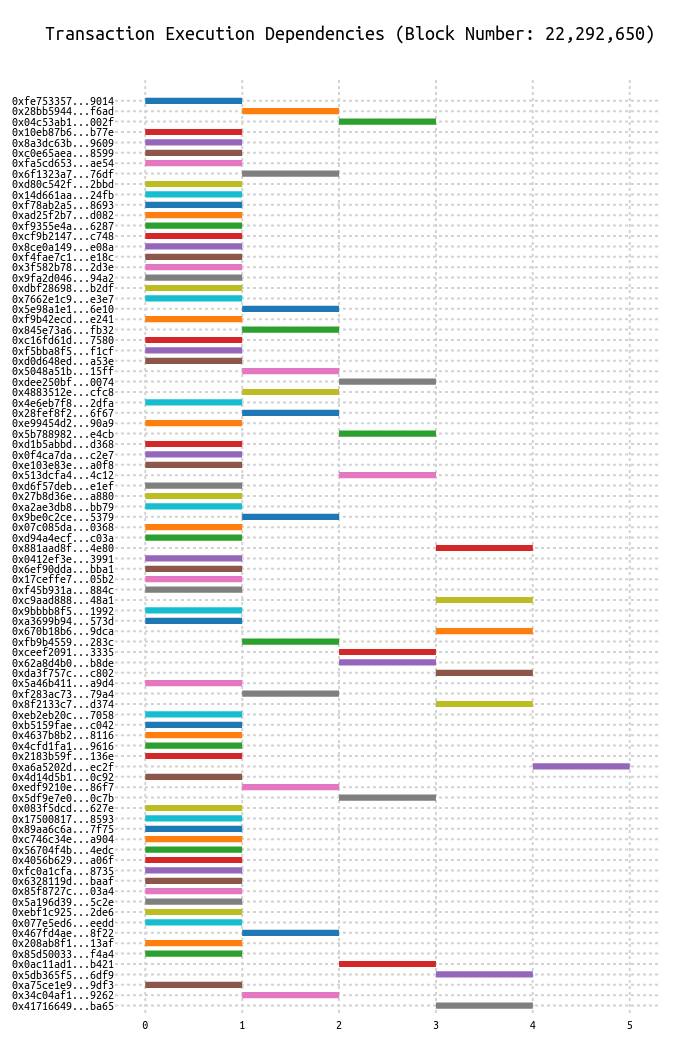 Transaction Execution Dependencies (Block Number: 22,292,650)
0xfe753357...9014
0x28bb5944...f6ad
0x04c53ab1...002f
0x10eb87b6...b77e
0x8a3dc63b...9609
0xc0e65aea...8599
0xfa5cd653...ae54
0x6f1323a7...76df
0xd80c542f...2bbd
0x14d661aa...24fb
0xf78ab2a5...8693
0xad25f2b7...d082
0xf9355e4a...6287
0xcf9b2147...c748
0x8ce0a149...e08a
0xf4fae7c1...e18c
0x3f582b78...2d3e
0x9fa2d046...94a2
0xdbf28698...b2df
0x7662e1c9...e3e7
0x5e98a1e1...6e10
0xf9b42ecd...e241
0x845e73a6...fb32
0xc16fd61d...7580
0xf5bba8f5...f1cf
0xd0d648ed...a53e
0x5048a51b...15ff
0xdee250bf...0074
0x4883512e...cfc8
0x4e6eb7f8...2dfa
0x28fef8f2...6f67
0xe99454d2...90a9
0x5b788982...e4cb
0xd1b5abbd...d368
0x0f4ca7da...c2e7
0xe103e83e...a0f8
0x513dcfa4...4c12
0xd6f57deb...e1ef
0x27b8d36e...a880
0xa2ae3db8...bb79
0x9be0c2ce...5379
0x07c085da...0368
0xd94a4ecf...c03a
0x881aad8f...4e80
0x0412ef3e...3991
0x6ef90dda...bba1
0x17ceffe7...05b2
0xf45b931a...884c
0xc9aad888...48a1
0x9bbbb8f5...1992
0xa3699b94...573d
0x670b18b6...9dca
0xfb9b4559...283c
0xceef2091...3335
0x62a8d4b0...b8de
0xda3f757c...c802
0x5a46b411...a9d4
0xf283ac73...79a4
0x8f2133c7...d374
0xeb2eb20c...7058
0xb5159fae...c042
0x4637b8b2...8116
0x4cfd1fa1...9616
0x2183b59f...136e
0xa6a5202d...ec2f
0x4d14d5b1...0c92
0xedf9210e...86f7
0x5df9e7e0...0c7b
0x083f5dcd...627e
0x17500817...8593
0x89aa6c6a...7f75
0xc746c34e...a904
0x56704f4b...4edc
0x4056b629...a06f
0xfc0a1cfa...8735
0x6328119d...baaf
0x85f8727c...03a4
0x5a196d39...5c2e
0xebf1c925...2de6
0x077e5ed6...eedd
0x467fd4ae...8f22
0x208ab8f1...13af
0x85d50033...f4a4
0x0ac11ad1...b421
0x5db365f5...6df9
0xa75ce1e9...9df3
0x34c04af1...9262
0x41716649...ba65
0 1 2 3 4 5